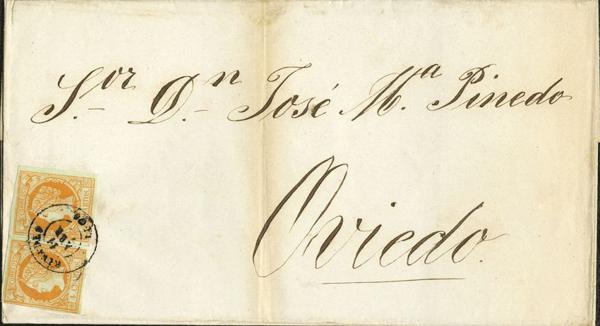 S.or D.n José M.a Pinedo
Oviedo.